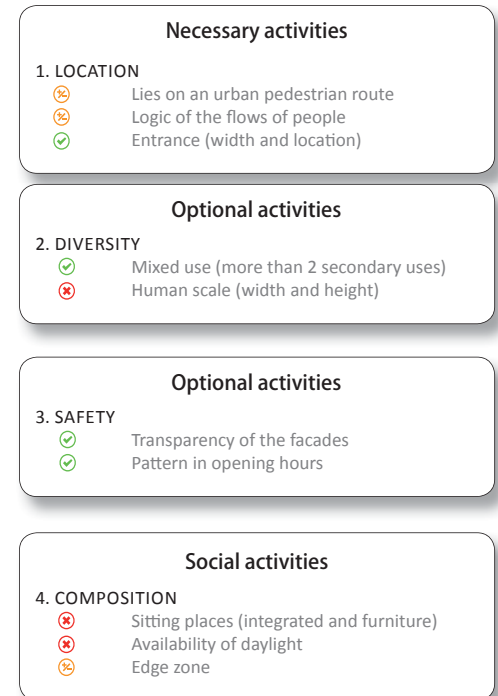 Necessary activities
1. LOCATION
Lies on an urban pedestrian route
Logic of the flows of people
Entrance (width and location)
Optional activities
2. DIVERSITY
Mixed use (more than 2 secondary uses)
Human scale (width and height)
Optional activities
3. SAFETY
Transparency of the facades
Pattern in opening hours
Social activities
4. COMPOSITION
Sitting places (integrated and furniture)
Availability of daylight
Edge zone